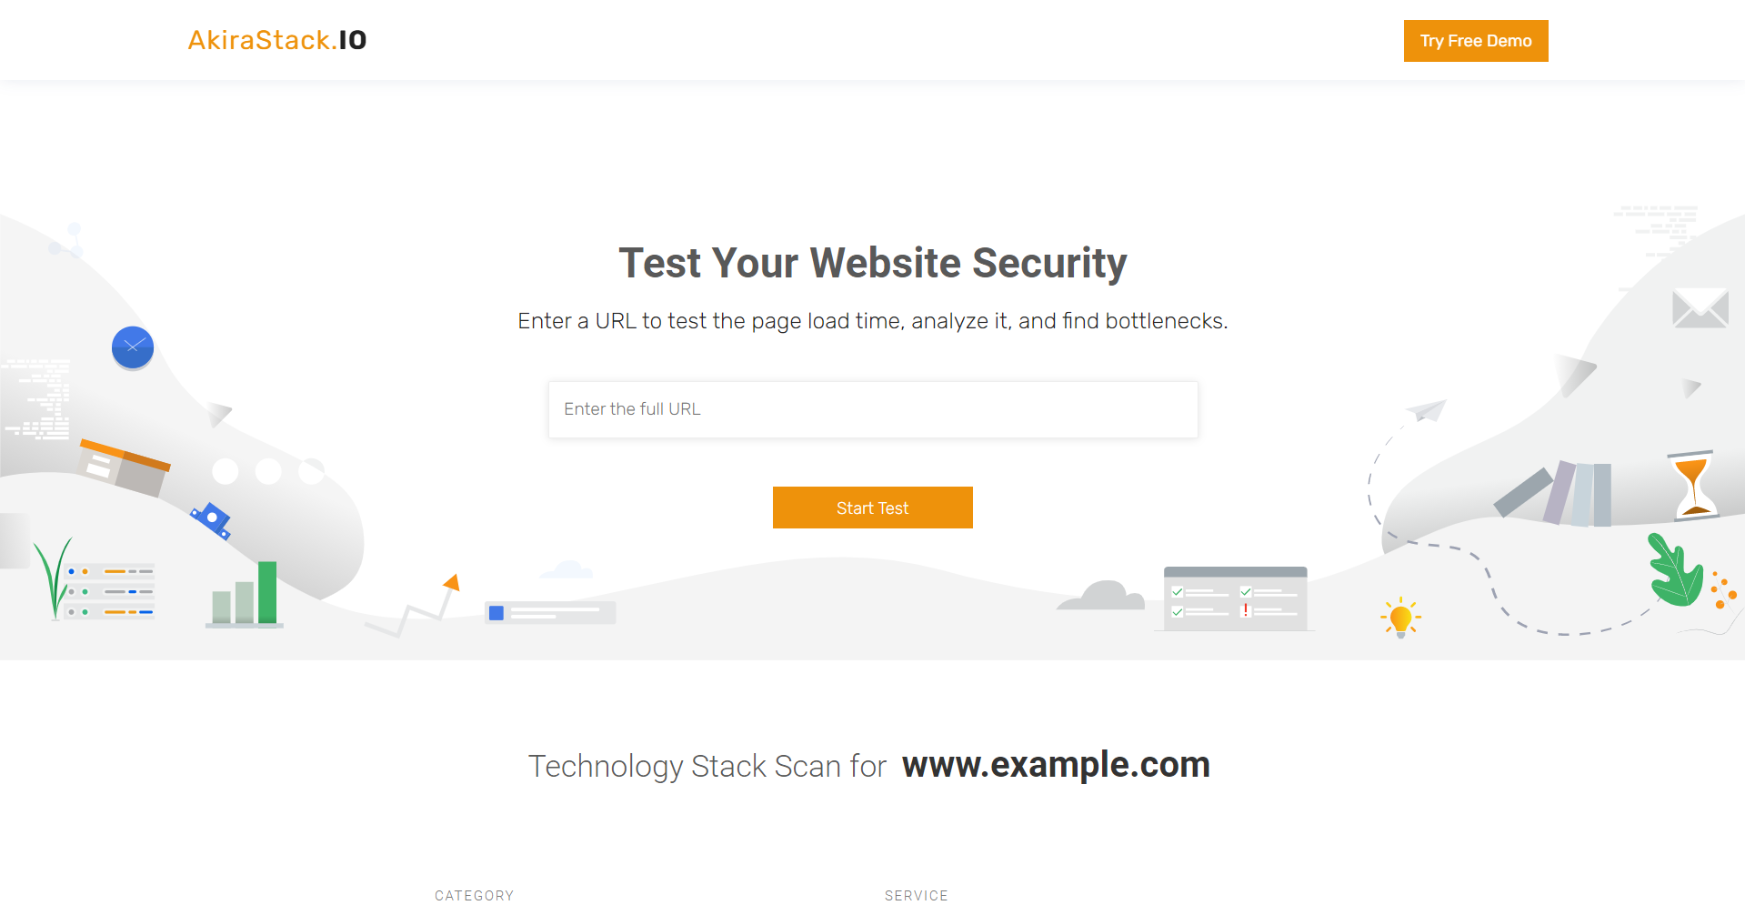 AkiraStack.IO
Try Free Demo
Test Your Website Security
Enter a URL to test the page load time, analyze it, and find bottlenecks.
Enter the full URL
Start Test
Technology Stack Scan for www.example.com
CATEGORY SERVICE